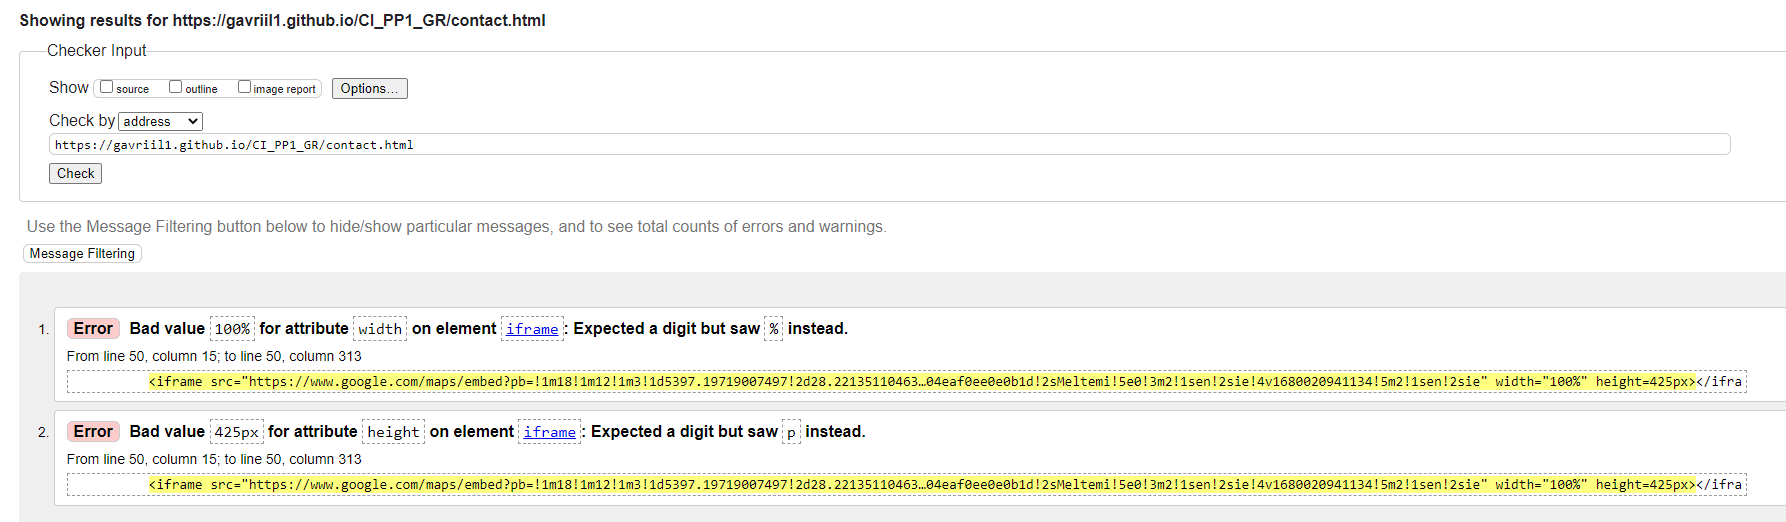 Showing results for https://gavriil1.github.io/CI_PP1_GR/contact.html
Checker Input
Show source outline image report Options...
Check by address
https://gavriil1.github.io/CI_PP1_GR/contact.html
Check
Use the Message Filtering button below to hide/show particular messages, and to see total counts of errors and warnings.
Message Filtering
1. Error Bad value 100% for attribute width on element iframe: Expected a digit but saw % instead.
From line 50, column 15; to line 50, column 313
<iframe src="https://www.google.com/maps/embed?pb=!1m18!1m12!1m3!1d5397.19719007497!2d28.22135110463…04eaf0ee0e0b1d!2sMeltemi!5e0!3m2!1sen!2sie!4v1680020941134!5m2!1sen!2sie" width="100%" height=425px></ifra
2. Error Bad value 425px for attribute height on element iframe: Expected a digit but saw p instead.
From line 50, column 15; to line 50, column 313
<iframe src="https://www.google.com/maps/embed?pb=!1m18!1m12!1m3!1d5397.19719007497!2d28.22135110463…04eaf0ee0e0b1d!2sMeltemi!5e0!3m2!1sen!2sie!4v1680020941134!5m2!1sen!2sie" width="100%" height=425px></ifra